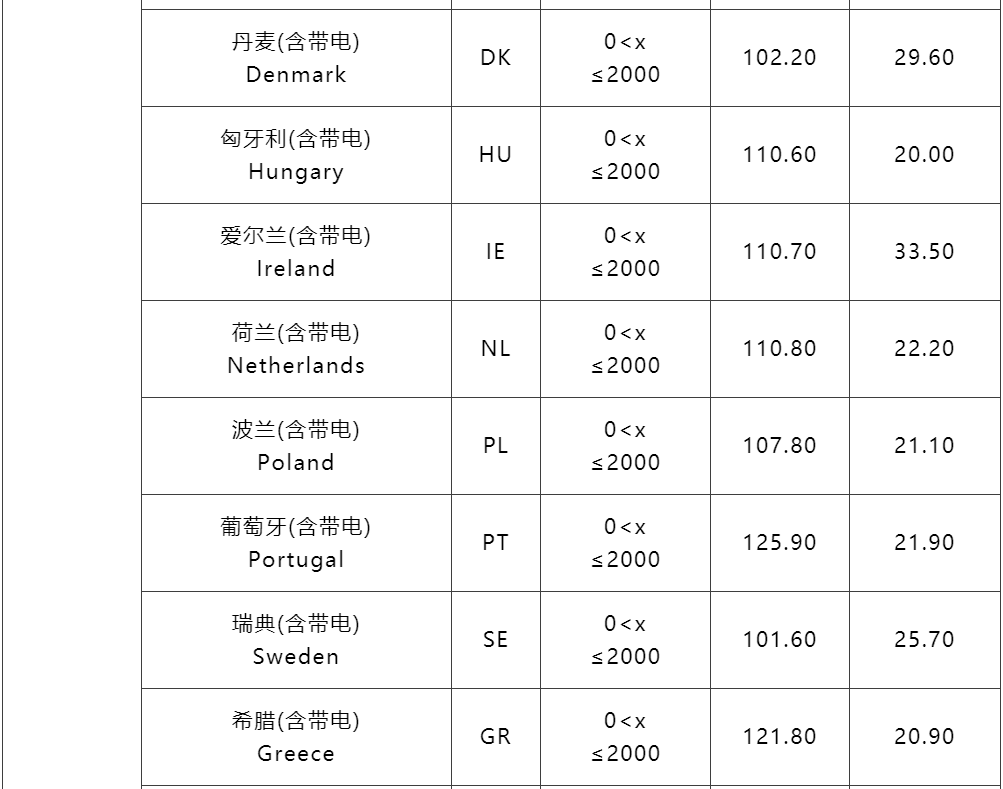 丹麦(含带电)
Denmark
DK
0<x
≤2000
102.20
29.60
匈牙利(含带电)
Hungary
HU
0<x
≤2000
110.60
20.00
爱尔兰(含带电)
Ireland
IE
0<x
≤2000
110.70
33.50
荷兰(含带电)
Netherlands
NL
0<x
≤2000
110.80
22.20
波兰(含带电)
Poland
PL
0<x
≤2000
107.80
21.10
葡萄牙(含带电)
Portugal
PT
0<x
≤2000
125.90
21.90
瑞典(含带电)
Sweden
SE
0<x
≤2000
101.60
25.70
希腊(含带电)
Greece
GR
0<x
≤2000
121.80
20.90